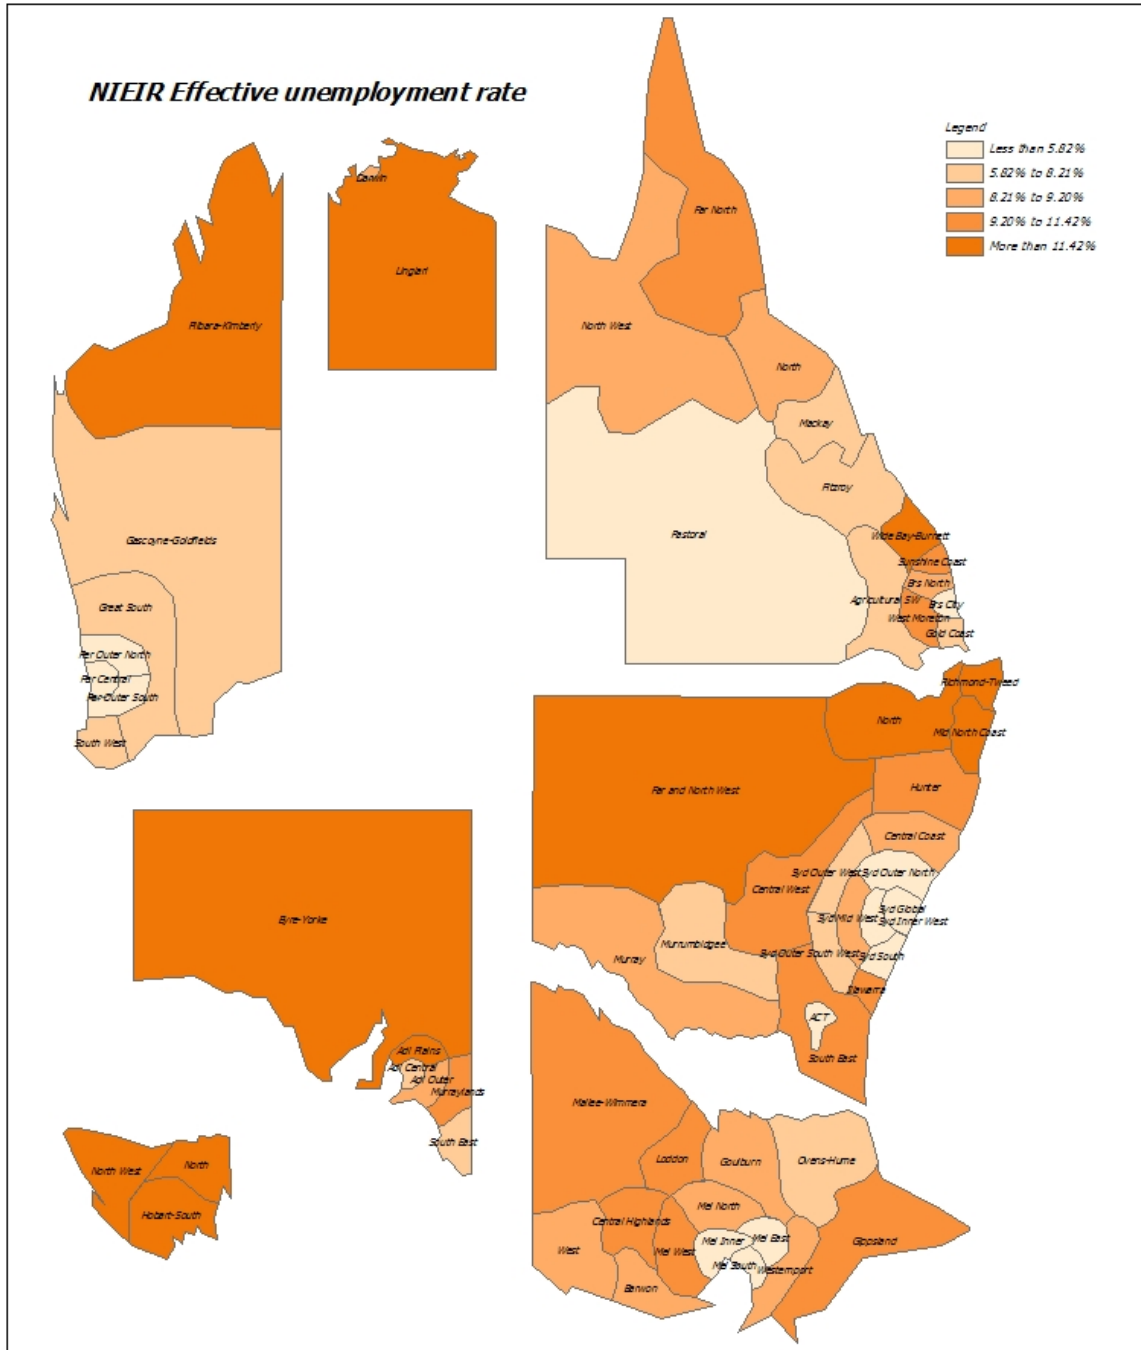 NIEIR Effective unemployment rate
Legend
Less than 5.82%
5.82% to 8.21%
8.21% to 9.20%
9.20% to 11.42%
More than 11.42%
Darwin
Lingiari
Pilbara-Kimberly
Gascoyne-Goldfields
Great South
Per Outer North
Per Central
Per-Outer South
South West
Far North
North West
North
Mackay
Fitzroy
Pastoral
Wide Bay-Burnett
Sunshine Coast
Brs North
Agricultural SW
Brs City
West Moreton
Gold Coast
Richmond-Tweed
North
Mid North Coast
Far and North West
Hunter
Central Coast
Syd Outer West
Syd Outer North
Central West
Syd Global
Syd Mid West
Syd Inner West
Murrumbidgee
Syd Outer South West
Syd South
Murray
Illawarra
ACT
South East
Eyre-Yorke
Adl Plains
Adl Central
Adl Outer
Murraylands
South East
North West
North
Hobart-South
Mallee-Wimmera
Loddon
Goulburn
Ovens-Hume
Mel North
Central Highlands
Mel Inner
Mel East
Gippsland
West
Mel West
Mel South
Westernport
Barwon